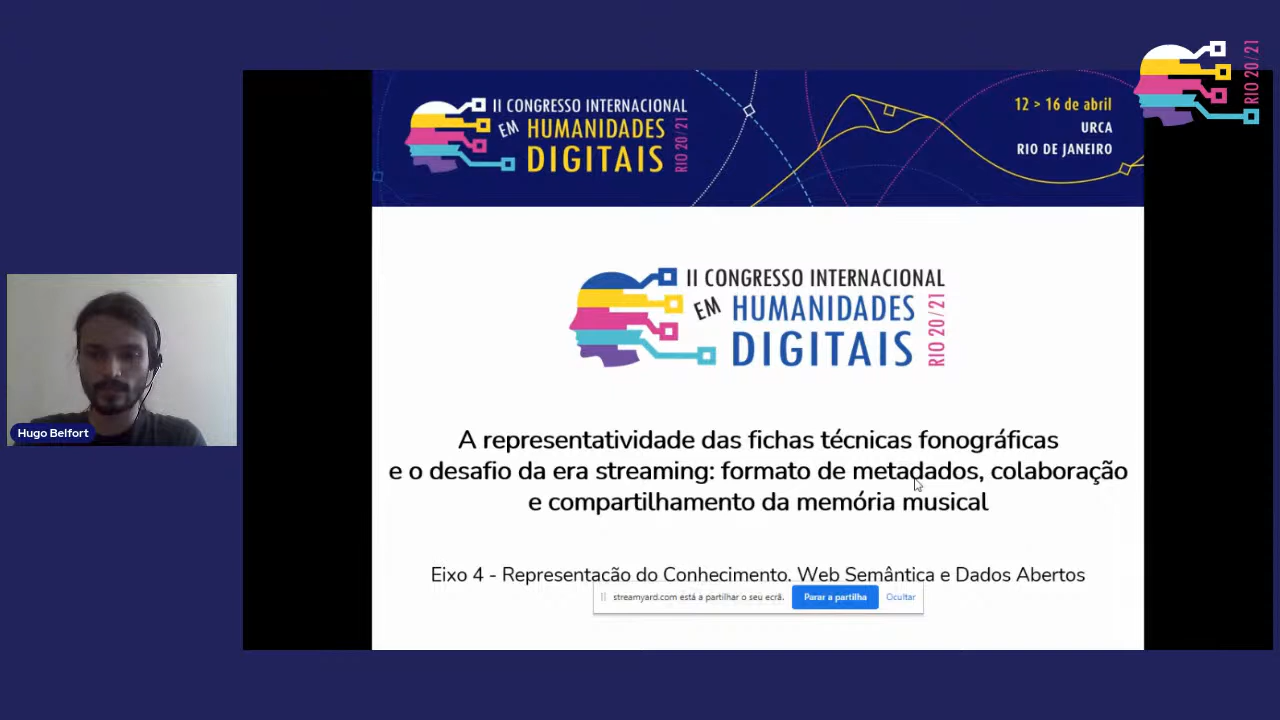 II CONGRESSO INTERNACIONAL
EM HUMANIDADES
DIGITAIS
RIO 20/21
12 > 16 de abril
URCA
RIO DE JANEIRO
RIO 20/21
II CONGRESSO INTERNACIONAL
EM HUMANIDADES
DIGITAIS
RIO 20/21
Hugo Belfort
A representatividade das fichas técnicas fonográficas
e o desafio da era streaming: formato de metadados, colaboração
e compartilhamento da memória musical
Eixo 4 - Representação do Conhecimento, Web Semântica e Dados Abertos
streamyard.com está a partilhar o seu ecrã. Parar a partilha Ocultar